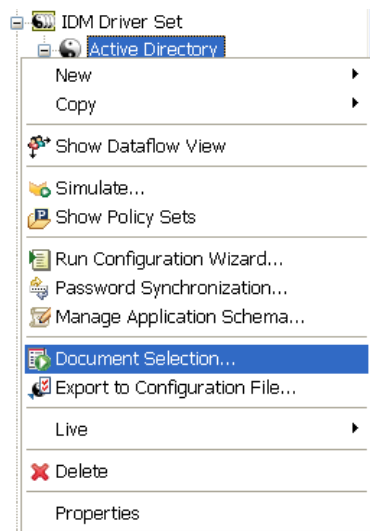 IDM Driver Set
Active Directory
New
Copy
Show Dataflow View
Simulate...
Show Policy Sets
Run Configuration Wizard...
Password Synchronization...
Manage Application Schema...
Document Selection...
Export to Configuration File...
Live
Delete
Properties